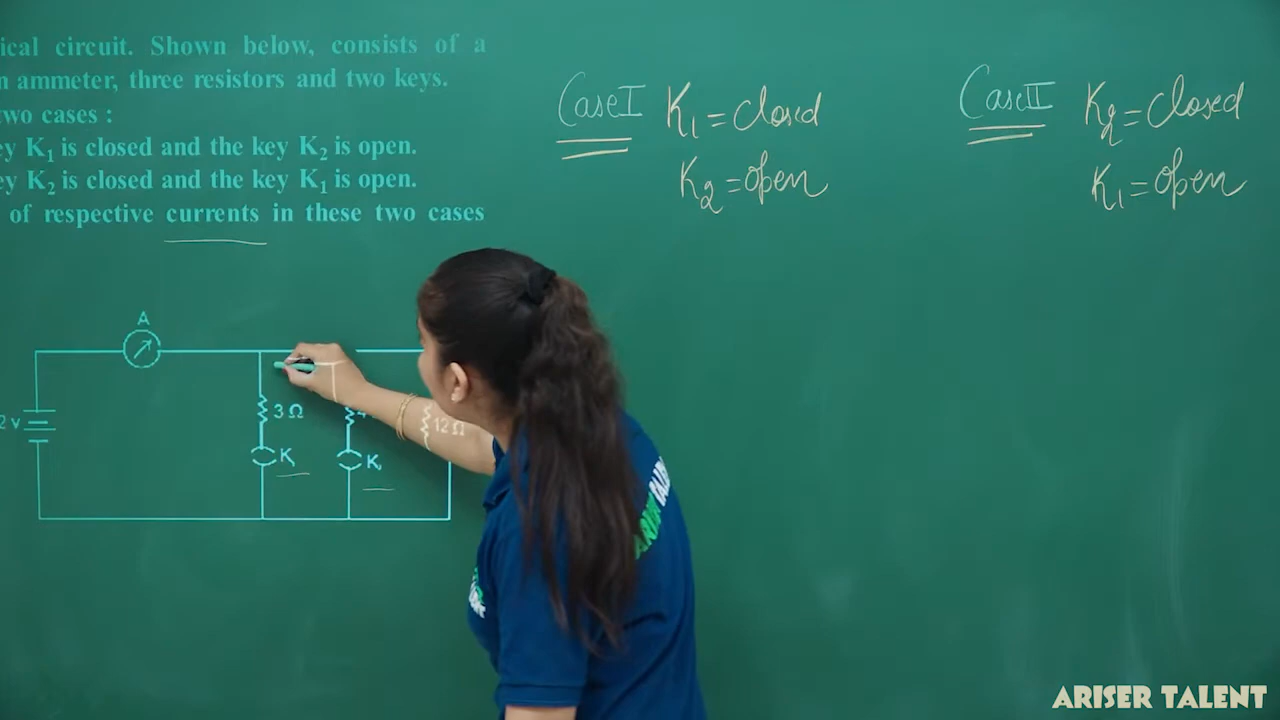 ical circuit. Shown below, consists of a
n ammeter, three resistors and two keys.
two cases :
ey K₁ is closed and the key K₂ is open.
ey K₂ is closed and the key K₁ is open.
of respective currents in these two cases
Case I K₁ = closed
K₂ = open
Case II K₂ = closed
K₁ = open
A
2 v
3 Ω
12 Ω
K
K
ARISER TALENT